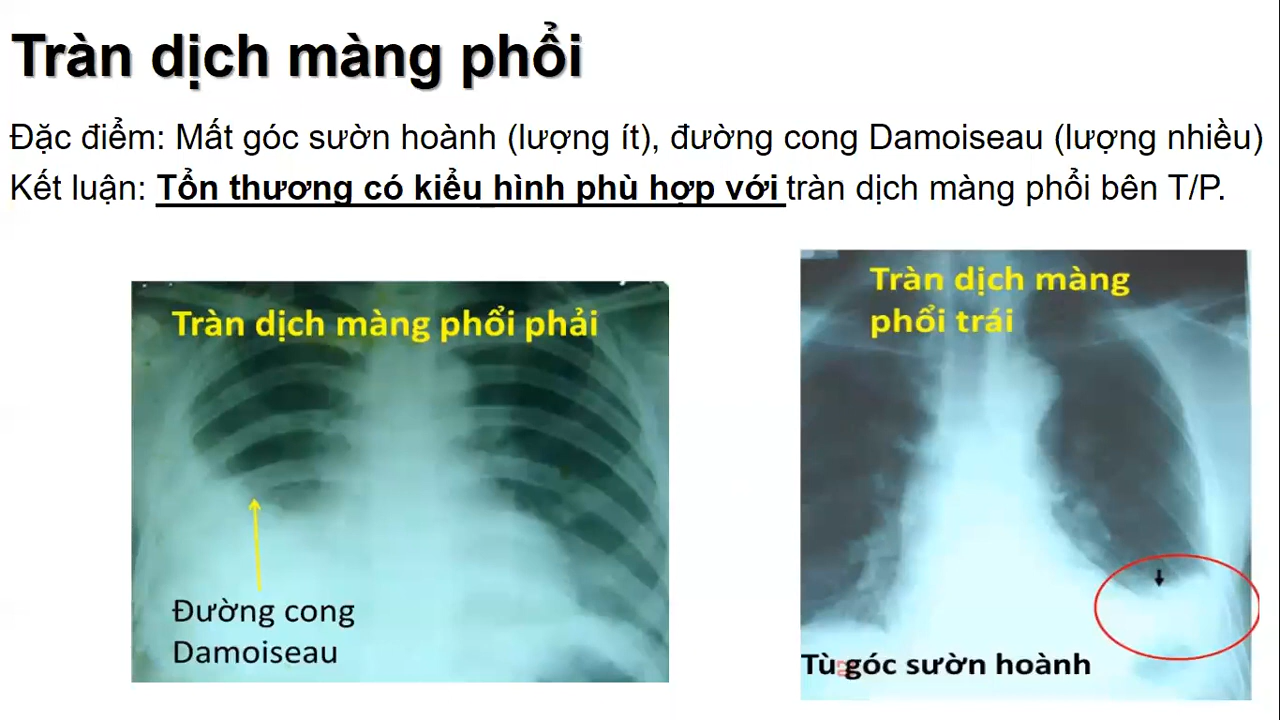 Tràn dịch màng phổi
Đặc điểm: Mất góc sườn hoành (lượng ít), đường cong Damoiseau (lượng nhiều)
Kết luận: Tổn thương có kiểu hình phù hợp với tràn dịch màng phổi bên T/P.
Tràn dịch màng phổi phải
Đường cong
Damoiseau
Tràn dịch màng
phổi trái
Tù góc sườn hoành